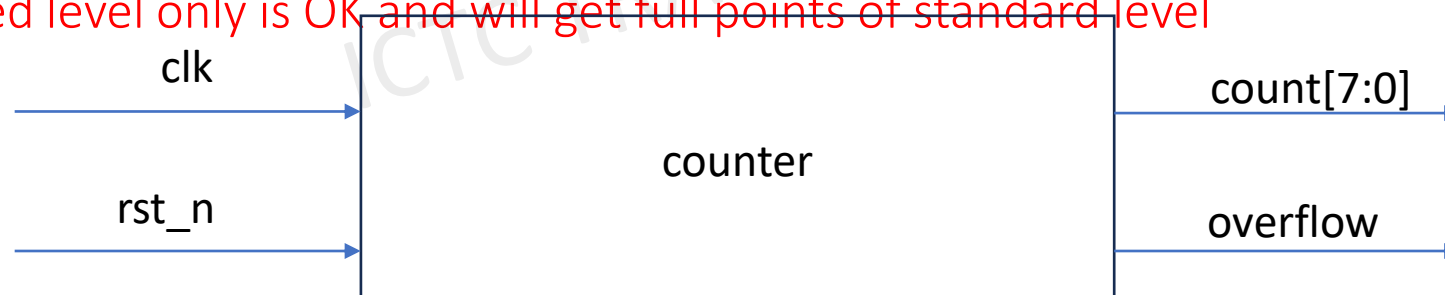 ed level only is OK and will get full points of standard level
ICTC
clk
count[7:0]
counter
rst_n
overflow